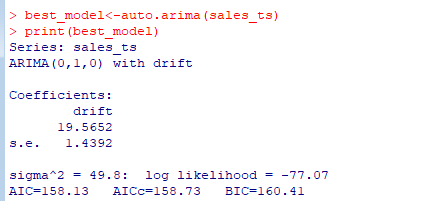 > best_model<-auto.arima(sales_ts)
> print(best_model)
Series: sales_ts
ARIMA(0,1,0) with drift
Coefficients:
drift
19.5652
s.e. 1.4392
sigma^2 = 49.8: log likelihood = -77.07
AIC=158.13 AICc=158.73 BIC=160.41